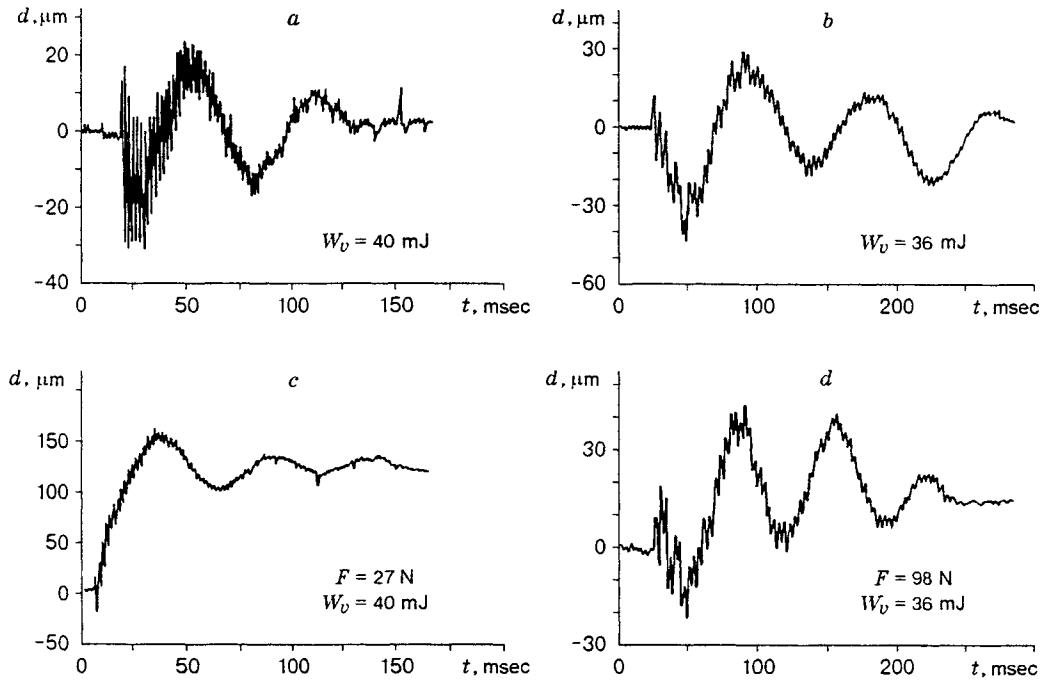 d, μm
a
20
0
-20
-40
W_v = 40 mJ
0
50
100
150
t, msec
d, μm
b
30
0
-30
-60
W_v = 36 mJ
0
100
200
t, msec
d, μm
c
150
100
50
0
-50
F = 27 N
W_v = 40 mJ
0
50
100
150
t, msec
d, μm
d
30
0
-30
F = 98 N
W_v = 36 mJ
0
100
200
t, msec